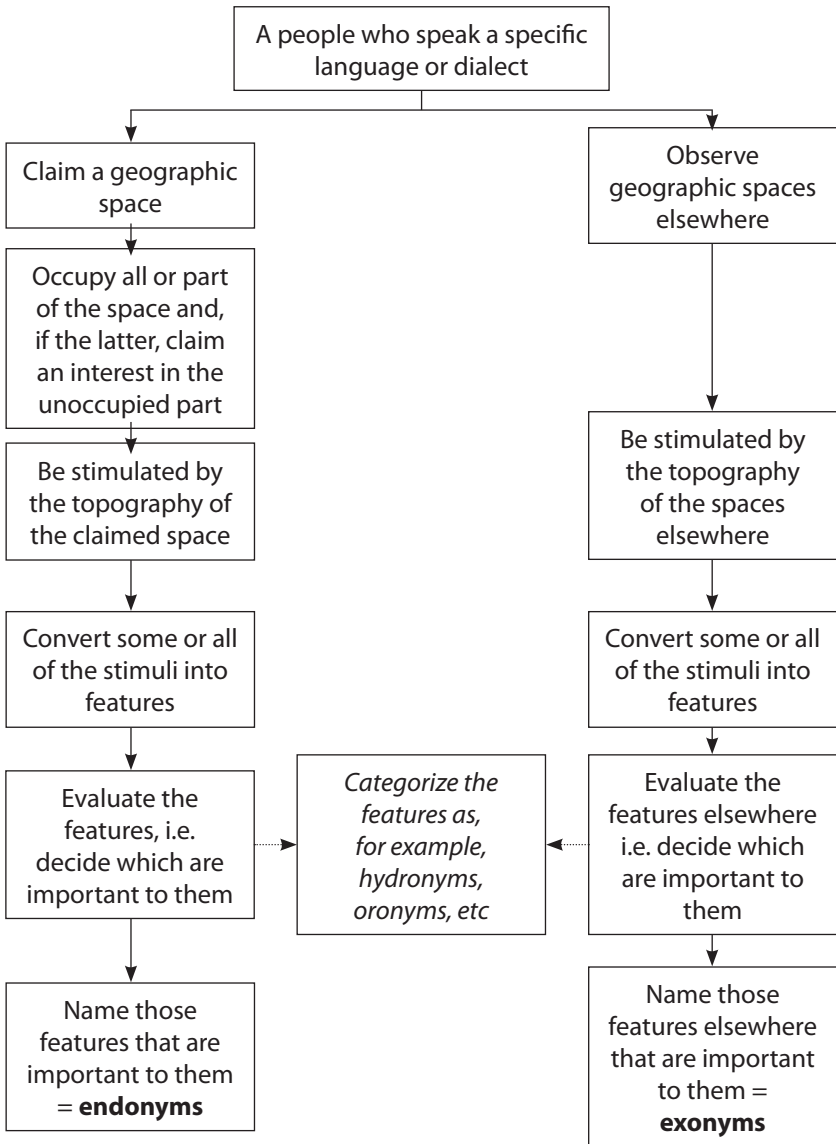 A people who speak a specific
language or dialect
Claim a geographic
space
Occupy all or part
of the space and,
if the latter, claim
an interest in the
unoccupied part
Be stimulated by
the topography of
the claimed space
Convert some or all
of the stimuli into
features
Evaluate the
features, i.e.
decide which are
important to them
Name those
features that are
important to them
= endonyms
Categorize the
features as,
for example,
hydronyms,
oronyms, etc
Observe
geographic spaces
elsewhere
Be stimulated by
the topography
of the spaces
elsewhere
Convert some or all
of the stimuli into
features
Evaluate the
features elsewhere
i.e. decide which
are important to
them
Name those
features elsewhere
that are important
to them =
exonyms